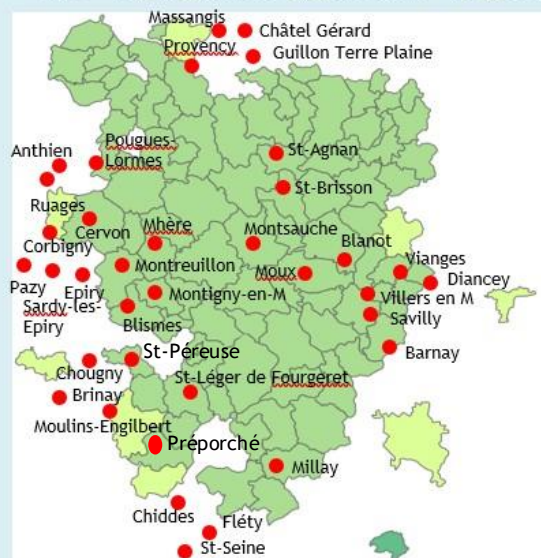 Massangis
Châtel Gérard
Provency
Guillon Terre Plaine
Pougues-
Lormes
Anthien
St-Agnan
St-Brisson
Ruages
Cervon
Mhère
Montsauche
Corbigny
Blanot
Vianges
Montreuillon
Moux
Diancey
Pazy
Epiry
Montigny-en-M
Villers en M
Sardy-les-
Epiry
Blismes
Savilly
St-Péreuse
Barnay
Chougny
St-Léger de Fourgeret
Brinay
Moulins-Engilbert
Préporché
Millay
Chiddes
Fléty
St-Seine